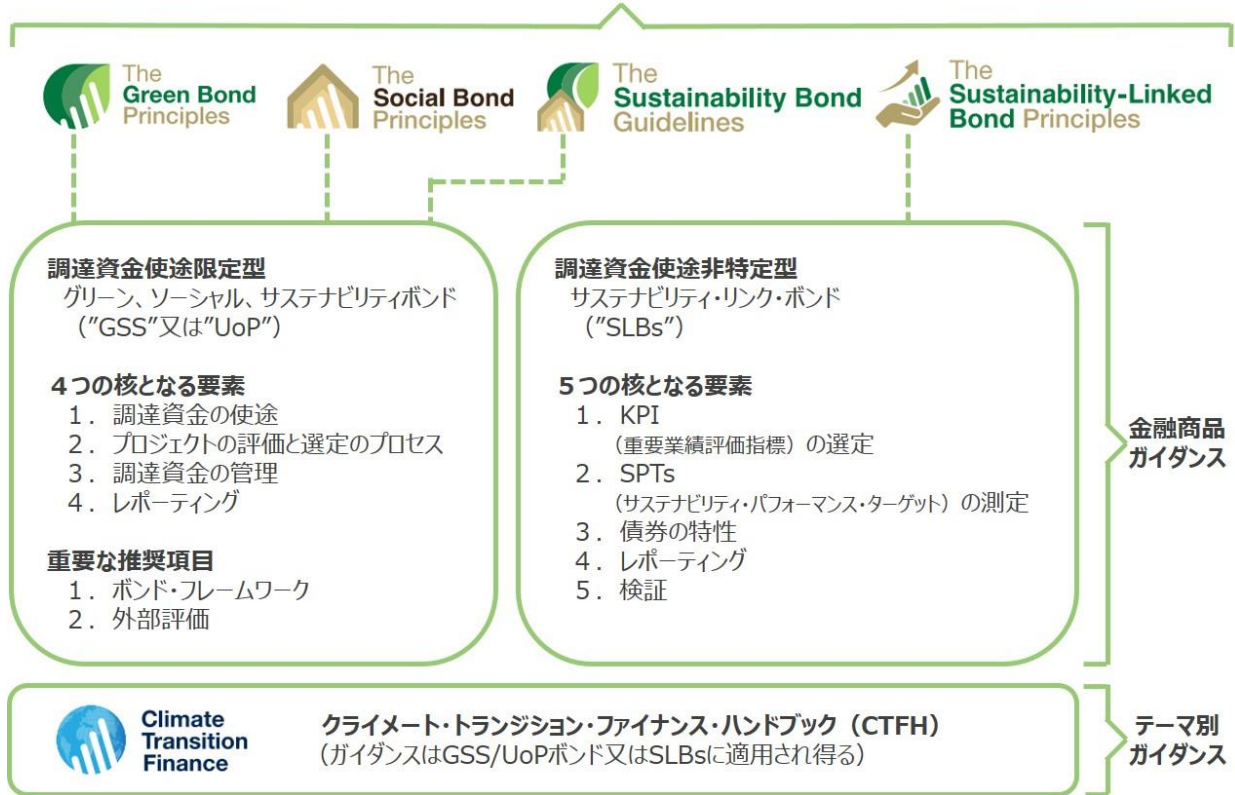 The
Green Bond
Principles
The
Social Bond
Principles
The
Sustainability Bond
Guidelines
The
Sustainability-Linked
Bond Principles
調達資金使途限定型
グリーン、ソーシャル、サステナビリティボンド
（”GSS”又は”UoP”）
４つの核となる要素
１．調達資金の使途
２．プロジェクトの評価と選定のプロセス
３．調達資金の管理
４．レポーティング
重要な推奨項目
１．ボンド・フレームワーク
２．外部評価
調達資金使途非特定型
サステナビリティ・リンク・ボンド
（”SLBs”）
５つの核となる要素
１．KPI
（重要業績評価指標）の選定
２．SPTs
（サステナビリティ・パフォーマンス・ターゲット）の測定
３．債券の特性
４．レポーティング
５．検証
金融商品
ガイダンス
Climate
Transition
Finance
クライメート・トランジション・ファイナンス・ハンドブック（CTFH）
（ガイダンスはGSS/UoPボンド又はSLBsに適用され得る）
テーマ別
ガイダンス